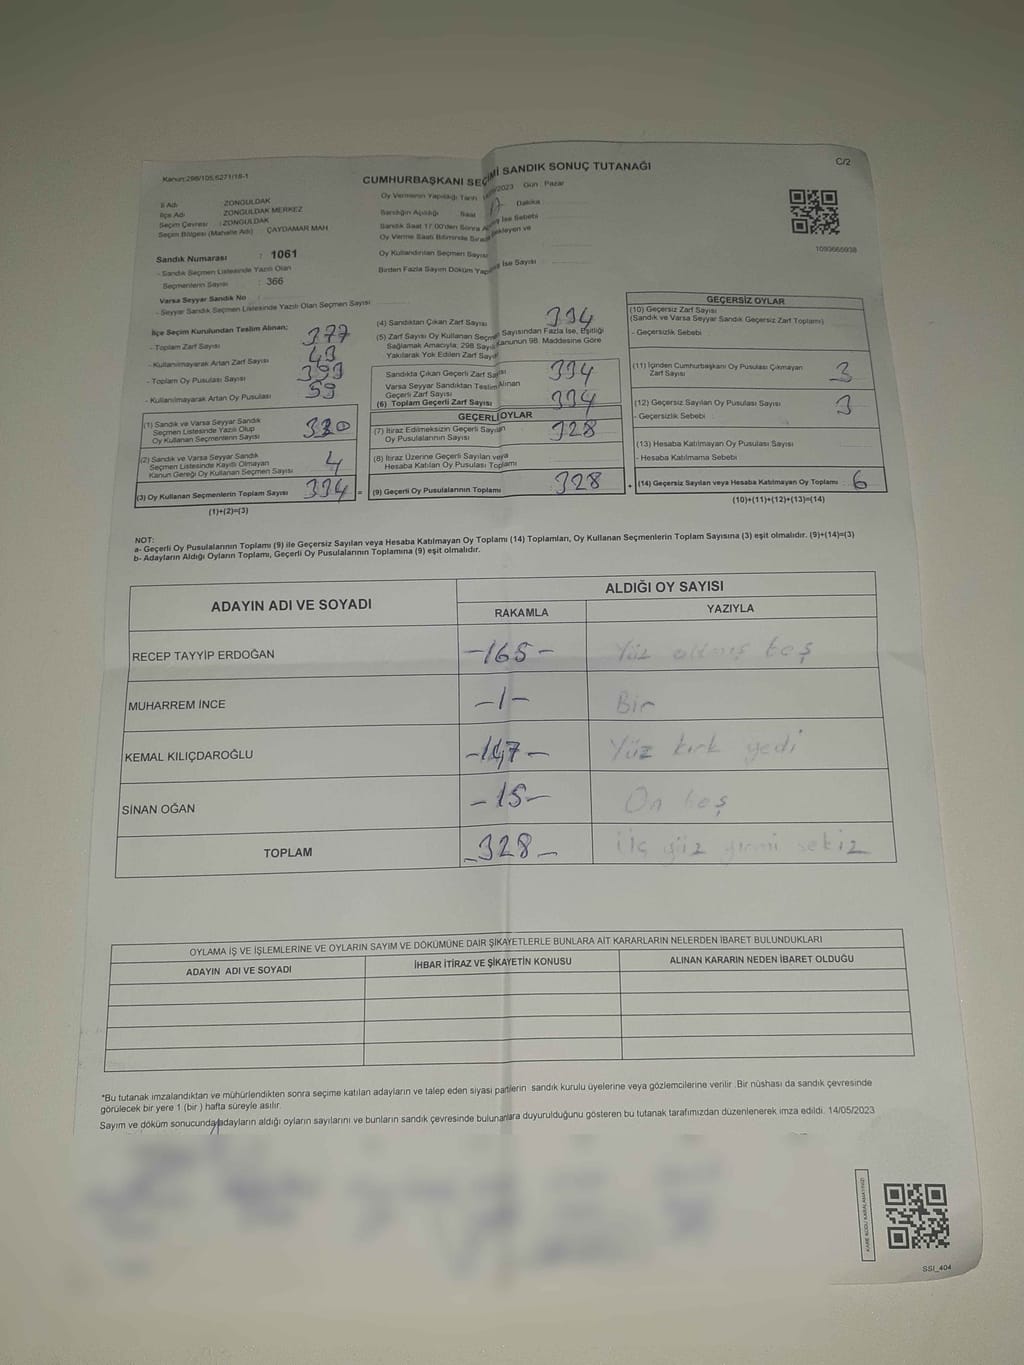 Kanun:298/105,6271/18-1
C/2
CUMHURBAŞKANI SEÇİMİ SANDIK SONUÇ TUTANAĞI
İl Adı ZONGULDAK
İlçe Adı ZONGULDAK MERKEZ
Seçim Çevresi : ZONGULDAK
Seçim Bölgesi (Mahalle Adı) : ÇAYDAMAR MAH
Sandık Numarası : 1061
- Sandık Seçmen Listesinde Yazılı Olan
Seçmenlerin Sayısı : 366
Varsa Seyyar Sandık No :
- Seyyar Sandık Seçmen Listesinde Yazılı Olan Seçmen Sayısı
Oy Vermenin Yapıldığı Tarih /2023 Gün : Pazar
Sandığın Açıldığı Saat Dakika
Sandık Saat 17.00'den Sonra İse Sebebi
Oy Verme Saati Bitiminde Sırada Bekleyen ve
Oy Kullandırılan Seçmen Sayısı
Birden Fazla Sayım Döküm İse Sayısı
1093665938
İlçe Seçim Kurulundan Teslim Alınan;
- Toplam Zarf Sayısı 377
- Kullanılmayarak Artan Zarf Sayısı 43
- Toplam Oy Pusulası Sayısı 393
- Kullanılmayarak Artan Oy Pusulası 59
(1) Sandık ve Varsa Seyyar Sandık
Seçmen Listesinde Yazılı Olup
Oy Kullanan Seçmenlerin Sayısı 330
(2) Sandık ve Varsa Seyyar Sandık
Seçmen Listesinde Kayıtlı Olmayan
Kanun Gereği Oy Kullanan Seçmen Sayısı 4
(3) Oy Kullanan Seçmenlerin Toplam Sayısı 334 =
(1)+(2)=(3)
(4) Sandıktan Çıkan Zarf Sayısı 334
(5) Zarf Sayısı Oy Kullanan Seçmen Sayısından Fazla İse, Eşitliği
Sağlamak Amacıyla; 298 Sayılı Kanunun 98. Maddesine Göre
Yakılarak Yok Edilen Zarf Sayısı
Sandıkta Çıkan Geçerli Zarf Sayısı 334
Varsa Seyyar Sandıktan Teslim Alınan
Geçerli Zarf Sayısı
(6) Toplam Geçerli Zarf Sayısı 334
GEÇERLİ OYLAR
(7) İtiraz Edilmeksizin Geçerli Sayılan
Oy Pusulalarının Sayısı 328
(8) İtiraz Üzerine Geçerli Sayılan veya
Hesaba Katılan Oy Pusulası Toplamı
(9) Geçerli Oy Pusulalarının Toplamı 328 +
GEÇERSİZ OYLAR
(10) Geçersiz Zarf Sayısı
(Sandık ve Varsa Seyyar Sandık Geçersiz Zarf Toplamı)
- Geçersizlik Sebebi
(11) İçinden Cumhurbaşkanı Oy Pusulası Çıkmayan
Zarf Sayısı 3
(12) Geçersiz Sayılan Oy Pusulası Sayısı 3
- Geçersizlik Sebebi
(13) Hesaba Katılmayan Oy Pusulası Sayısı
- Hesaba Katılmama Sebebi
(14) Geçersiz Sayılan veya Hesaba Katılmayan Oy Toplamı 6
(10)+(11)+(12)+(13)=(14)
NOT:
a- Geçerli Oy Pusulalarının Toplamı (9) ile Geçersiz Sayılan veya Hesaba Katılmayan Oy Toplamı (14) Toplamları, Oy Kullanan Seçmenlerin Toplam Sayısına (3) eşit olmalıdır. (9)+(14)=(3)
b- Adayların Aldığı Oyların Toplamı, Geçerli Oy Pusulalarının Toplamına (9) eşit olmalıdır.
ADAYIN ADI VE SOYADI
ALDIĞI OY SAYISI
RAKAMLA YAZIYLA
RECEP TAYYİP ERDOĞAN -165- Yüz altmış beş
MUHARREM İNCE -1- Bir
KEMAL KILIÇDAROĞLU -147- Yüz kırk yedi
SİNAN OĞAN -15- On beş
TOPLAM -328- Üç yüz yirmi sekiz
OYLAMA İŞ VE İŞLEMLERİNE VE OYLARIN SAYIM VE DÖKÜMÜNE DAİR ŞİKAYETLERLE BUNLARA AİT KARARLARIN NELERDEN İBARET BULUNDUKLARI
ADAYIN ADI VE SOYADI İHBAR İTİRAZ VE ŞİKAYETİN KONUSU ALINAN KARARIN NEDEN İBARET OLDUĞU
*Bu tutanak imzalandıktan ve mühürlendikten sonra seçime katılan adayların ve talep eden siyasi partilerin sandık kurulu üyelerine veya gözlemcilerine verilir .Bir nüshası da sandık çevresinde
görülecek bir yere 1 (bir ) hafta süreyle asılır.
Sayım ve döküm sonucunda adayların aldığı oyların sayılarını ve bunların sandık çevresinde bulunanlara duyurulduğunu gösteren bu tutanak tarafımızdan düzenlenerek imza edildi. 14/05/2023
KARE KODU KARALAMAYINIZ!
SSI_404